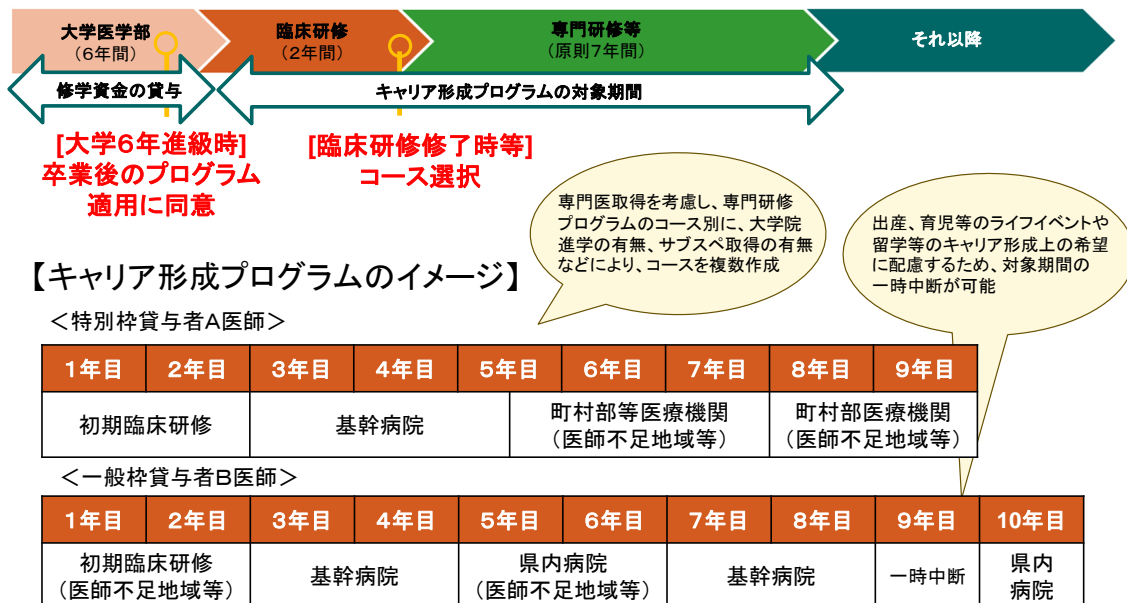 大学医学部
（6年間）
臨床研修
（2年間）
専門研修等
（原則7年間）
それ以降
修学資金の貸与
キャリア形成プログラムの対象期間
[大学６年進級時]
卒業後のプログラム
適用に同意
[臨床研修修了時等]
コース選択
専門医取得を考慮し、専門研修
プログラムのコース別に、大学院
進学の有無、サブスペ取得の有無
などにより、コースを複数作成
出産、育児等のライフイベントや
留学等のキャリア形成上の希望
に配慮するため、対象期間の
一時中断が可能
【キャリア形成プログラムのイメージ】
＜特別枠貸与者Ａ医師＞
１年目 ２年目 ３年目 ４年目 ５年目 ６年目 ７年目 ８年目 ９年目
初期臨床研修 基幹病院 町村部等医療機関 町村部医療機関
（医師不足地域等） （医師不足地域等）
＜一般枠貸与者Ｂ医師＞
１年目 ２年目 ３年目 ４年目 ５年目 ６年目 ７年目 ８年目 ９年目 10年目
初期臨床研修 基幹病院 県内病院 基幹病院 一時中断 県内
（医師不足地域等） （医師不足地域等） 病院